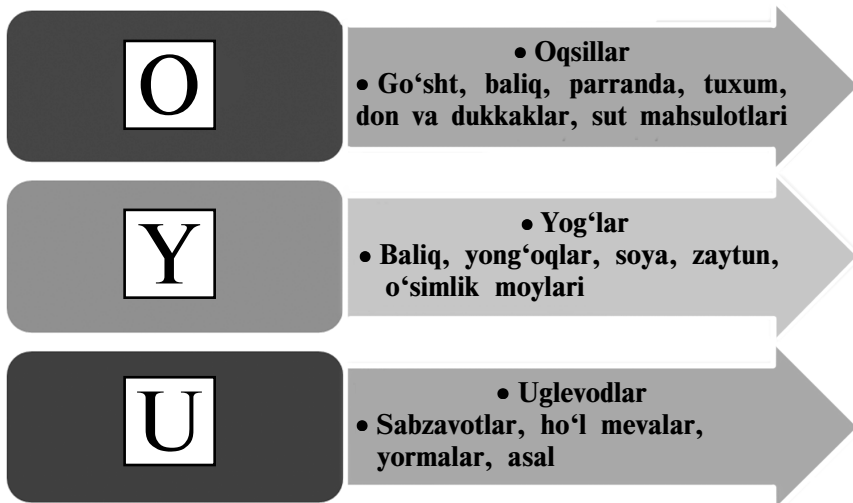 O
• Oqsillar
• Go‘sht, baliq, parranda, tuxum,
don va dukkaklar, sut mahsulotlari
Y
• Yog‘lar
• Baliq, yong‘oqlar, soya, zaytun,
o‘simlik moylari
U
• Uglevodlar
• Sabzavotlar, ho‘l mevalar,
yormalar, asal